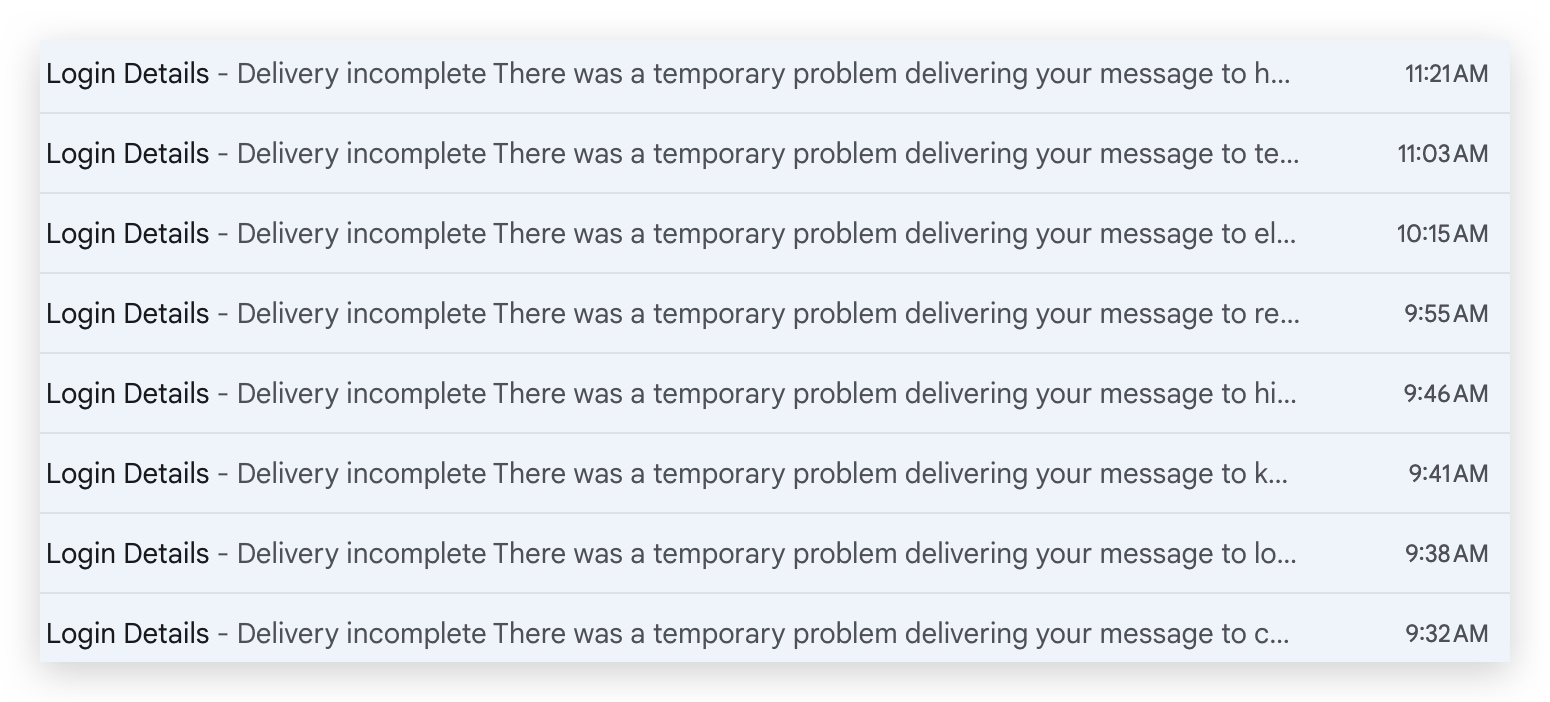 Login Details - Delivery incomplete There was a temporary problem delivering your message to h... 11:21 AM
Login Details - Delivery incomplete There was a temporary problem delivering your message to te... 11:03 AM
Login Details - Delivery incomplete There was a temporary problem delivering your message to el... 10:15 AM
Login Details - Delivery incomplete There was a temporary problem delivering your message to re... 9:55 AM
Login Details - Delivery incomplete There was a temporary problem delivering your message to hi... 9:46 AM
Login Details - Delivery incomplete There was a temporary problem delivering your message to k... 9:41 AM
Login Details - Delivery incomplete There was a temporary problem delivering your message to lo... 9:38 AM
Login Details - Delivery incomplete There was a temporary problem delivering your message to c... 9:32 AM